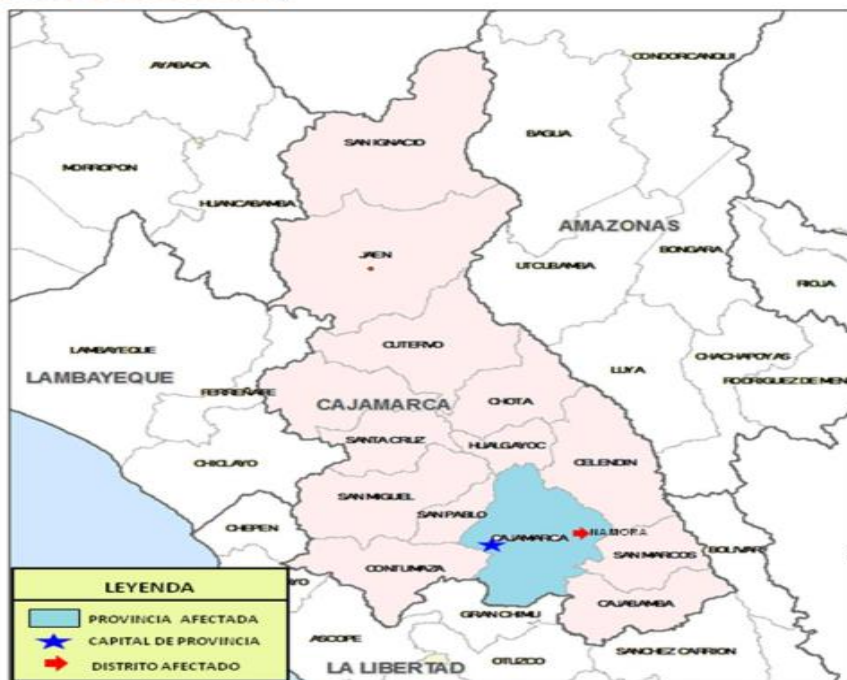 AYABACA
CONDORCANQUI
SAN IGNACIO
BAGUA
MORROPON
HUANCABAMBA
AMAZONAS
JAEN
UTCUBAMBA
BONGARA
RIOJA
CUTERVO
LAMBAYEQUE
LAMBAYEQUE
LUYA
CHACHAPOYAS
RODRIGUEZ DE MEN
FERREÑAFE
CAJAMARCA
CHOTA
SANTA CRUZ
HUALGAYOC
CHICLAYO
CELENDIN
SAN MIGUEL
SAN PABLO
CHEPEN
CAJAMARCA
NAMORA
SAN MARCOS
BOLIVAR
CONTUMAZA
LEYENDA
PROVINCIA AFECTADA
CAPITAL DE PROVINCIA
DISTRITO AFECTADO
CAJABAMBA
GRAN CHIMU
ASCOPE
LA LIBERTAD
OTUZCO
SANCHEZ CARRION